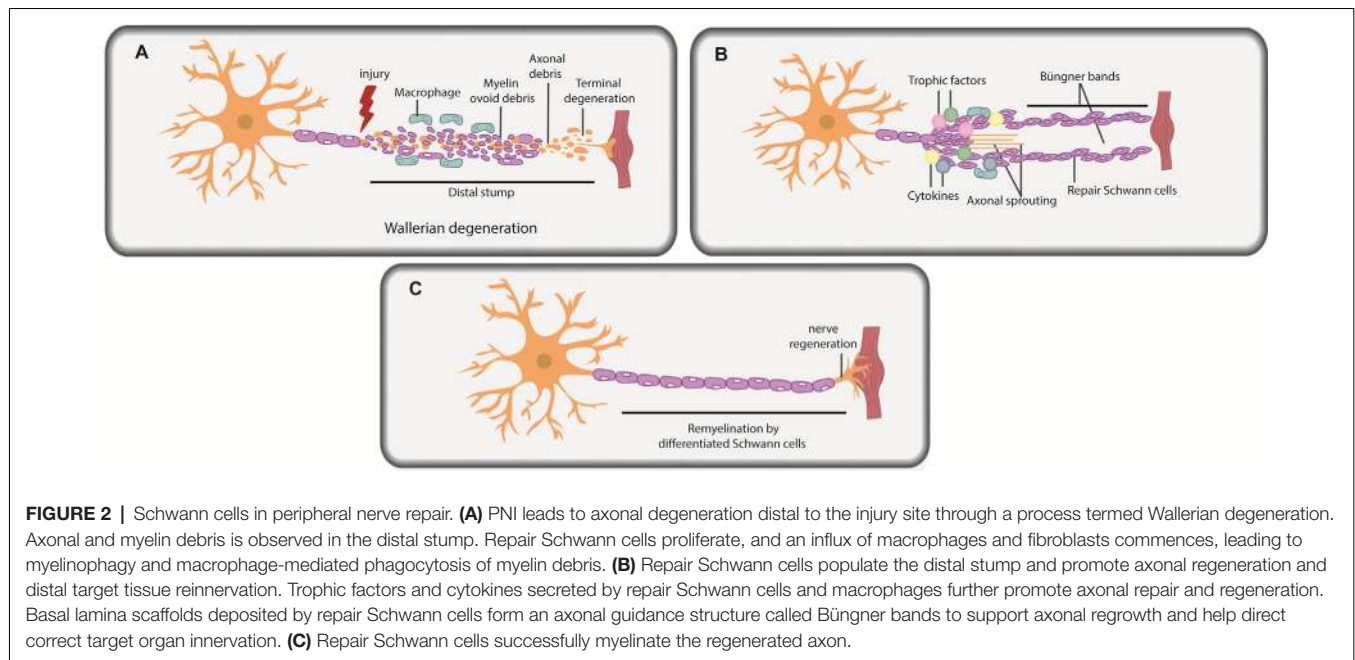 A
injury
Macrophage
Myelin
ovoid debris
Axonal
debris
Terminal
degeneration
Distal stump
Wallerian degeneration
B
Trophic factors
Büngner bands
Cytokines
Axonal sprouting
Repair Schwann cells
C
nerve
regeneration
Remyelination by
differentiated Schwann cells
FIGURE 2 | Schwann cells in peripheral nerve repair. (A) PNI leads to axonal degeneration distal to the injury site through a process termed Wallerian degeneration.
Axonal and myelin debris is observed in the distal stump. Repair Schwann cells proliferate, and an influx of macrophages and fibroblasts commences, leading to
myelinophagy and macrophage-mediated phagocytosis of myelin debris. (B) Repair Schwann cells populate the distal stump and promote axonal regeneration and
distal target tissue reinnervation. Trophic factors and cytokines secreted by repair Schwann cells and macrophages further promote axonal repair and regeneration.
Basal lamina scaffolds deposited by repair Schwann cells form an axonal guidance structure called Büngner bands to support axonal regrowth and help direct
correct target organ innervation. (C) Repair Schwann cells successfully myelinate the regenerated axon.